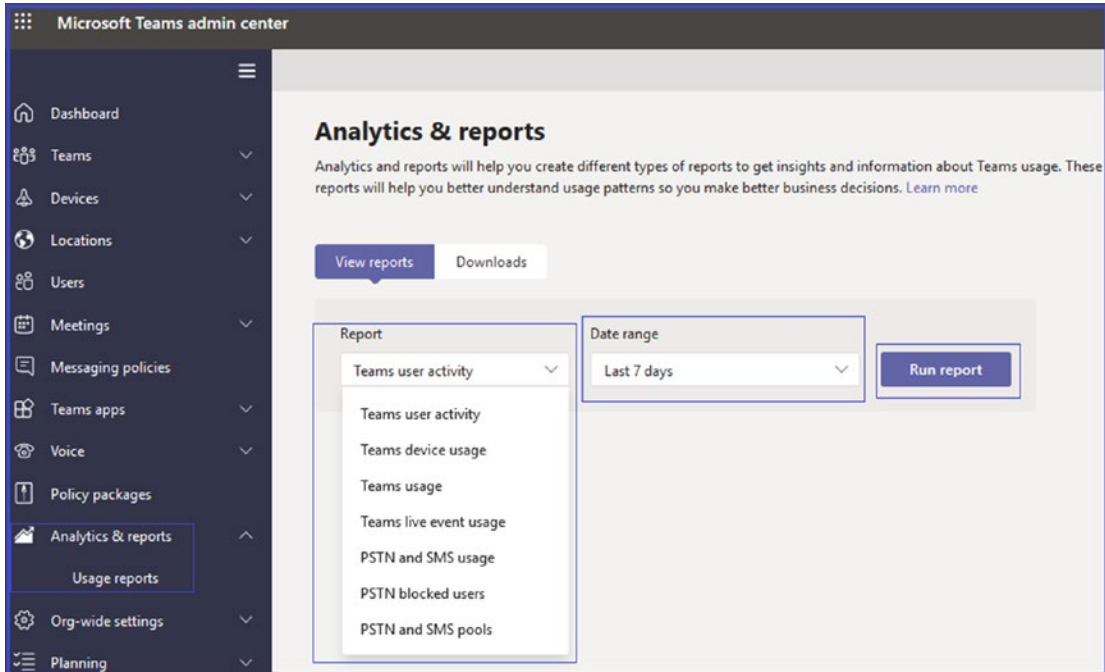 Microsoft Teams admin center
Dashboard
Teams
Devices
Locations
Users
Meetings
Messaging policies
Teams apps
Voice
Policy packages
Analytics & reports
Usage reports
Org-wide settings
Planning
Analytics & reports
Analytics and reports will help you create different types of reports to get insights and information about Teams usage. These
reports will help you better understand usage patterns so you make better business decisions. Learn more
View reports Downloads
Report
Teams user activity
Teams user activity
Teams device usage
Teams usage
Teams live event usage
PSTN and SMS usage
PSTN blocked users
PSTN and SMS pools
Date range
Last 7 days
Run report